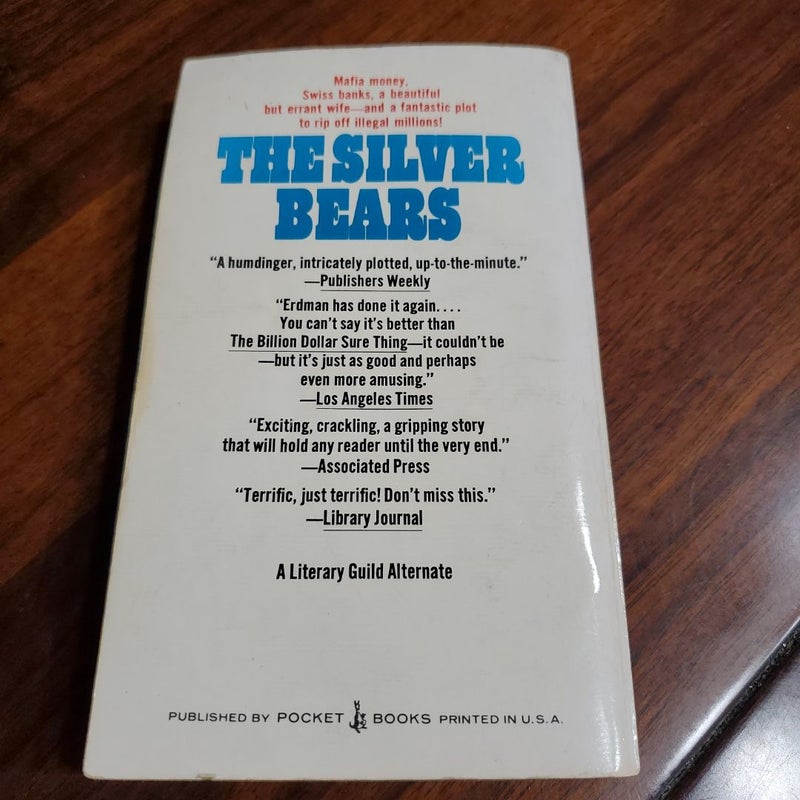 Mafia money,
Swiss banks, a beautiful
but errant wife—and a fantastic plot
to rip off illegal millions!
THE SILVER
BEARS
“A humdinger, intricately plotted, up-to-the-minute.”
—Publishers Weekly
“Erdman has done it again. . . .
You can’t say it’s better than
The Billion Dollar Sure Thing—it couldn’t be
—but it’s just as good and perhaps
even more amusing.”
—Los Angeles Times
“Exciting, crackling, a gripping story
that will hold any reader until the very end.”
—Associated Press
“Terrific, just terrific! Don’t miss this.”
—Library Journal
A Literary Guild Alternate
PUBLISHED BY POCKET BOOKS PRINTED IN U.S.A.